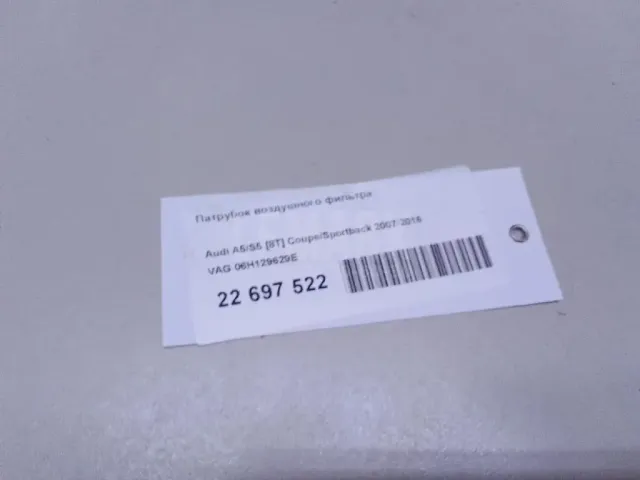 Патрубок воздушного фильтра
Audi A5/S5 [8T] Coupe/Sportback 2007-2016
VAG 06H129629E
22 697 522